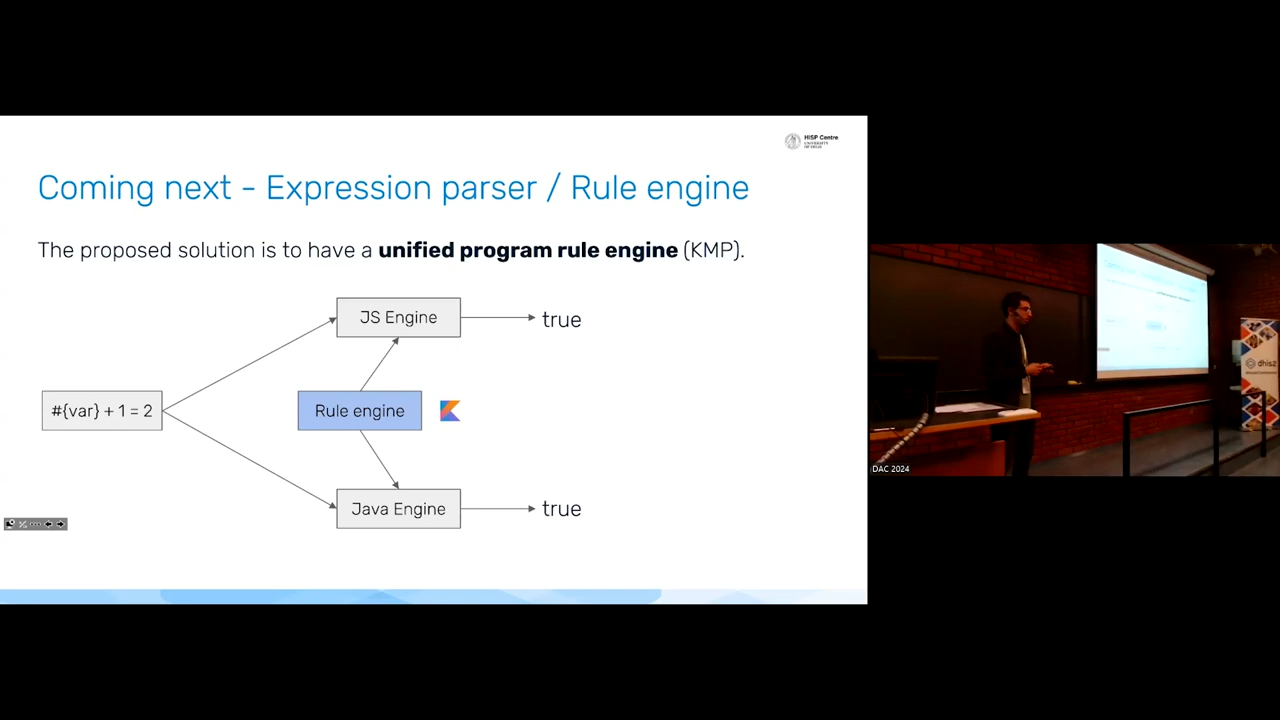 HISP Centre
UNIVERSITY
OF OSLO
Coming next - Expression parser / Rule engine
The proposed solution is to have a unified program rule engine (KMP).
JS Engine
true
#{var} + 1 = 2
Rule engine
Java Engine
true
dhis2
DAC 2024